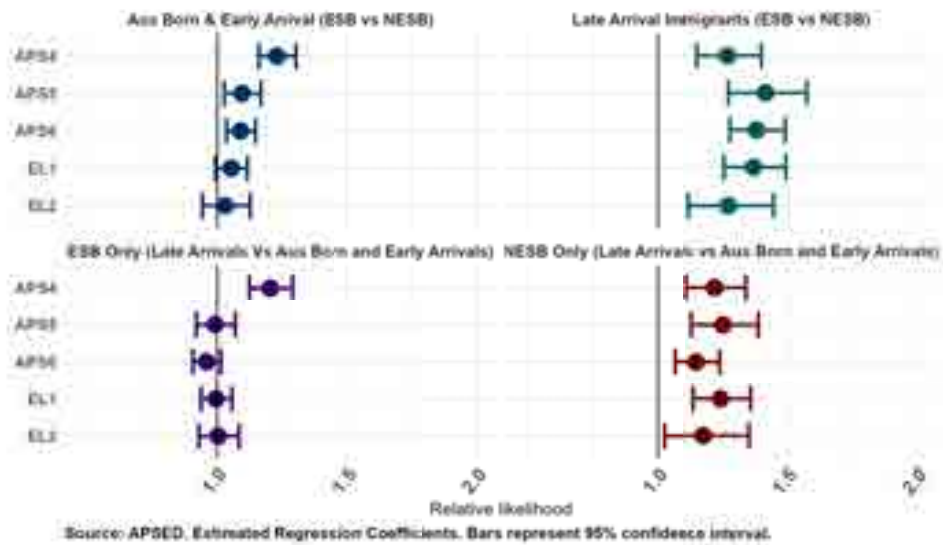 Aus Born & Early Arrival (ESB vs NESB)
Late Arrival Immigrants (ESB vs NESB)
APS4
APS5
APS6
EL1
EL2
ESB Only (Late Arrivals Vs Aus Born and Early Arrivals)
NESB Only (Late Arrivals vs Aus Born and Early Arrivals)
APS4
APS5
APS6
EL1
EL2
1.0
1.5
2.0
1.0
1.5
2.0
Relative likelihood
Source: APSED, Estimated Regression Coefficients. Bars represent 95% confidence interval.